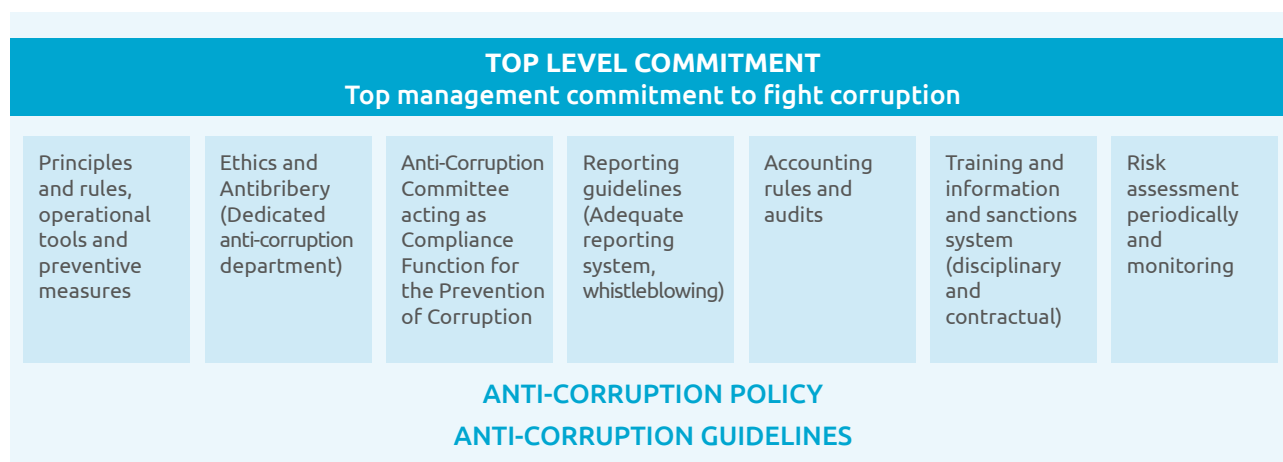 TOP LEVEL COMMITMENT
Top management commitment to fight corruption
Principles
and rules,
operational
tools and
preventive
measures
Ethics and
Antibribery
(Dedicated
anti-corruption
department)
Anti-Corruption
Committee
acting as
Compliance
Function for
the Prevention
of Corruption
Reporting
guidelines
(Adequate
reporting
system,
whistleblowing)
Accounting
rules and
audits
Training and
information
and sanctions
system
(disciplinary
and
contractual)
Risk
assessment
periodically
and
monitoring
ANTI-CORRUPTION POLICY
ANTI-CORRUPTION GUIDELINES